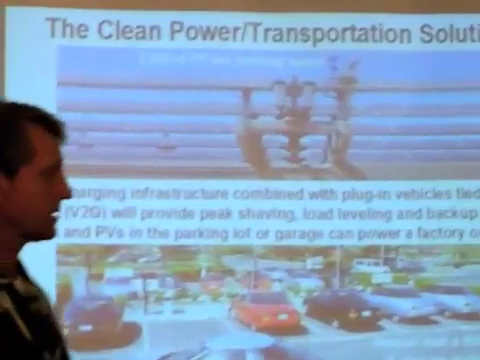 The Clean Power/Transportation Soluti
harging infrastructure combined with plug-in vehicles tied
(V2G) will provide peak shaving, load leveling and backup
and PVs in the parking lot or garage can power a factory o